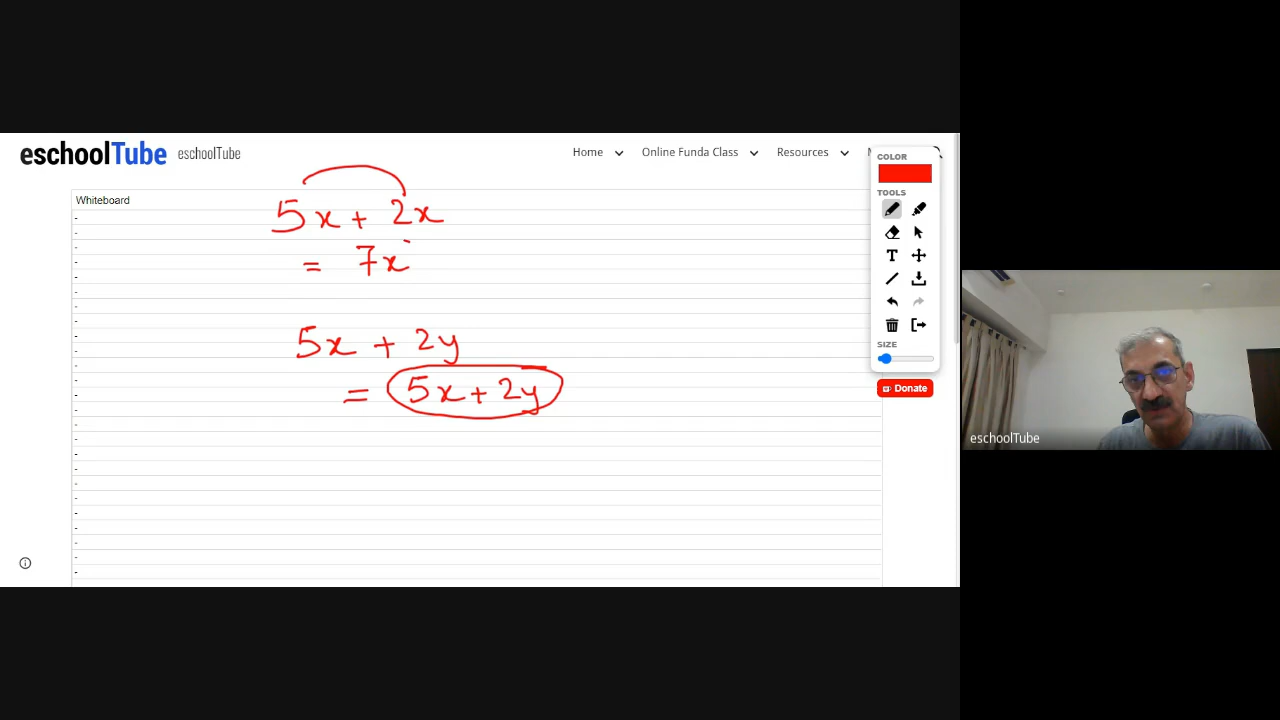 eschoolTube eschoolTube Home Online Funda Class Resources
COLOR
Whiteboard
TOOLS
5x + 2x
= 7x
5x + 2y
SIZE
= 5x + 2y
Donate
eschoolTube